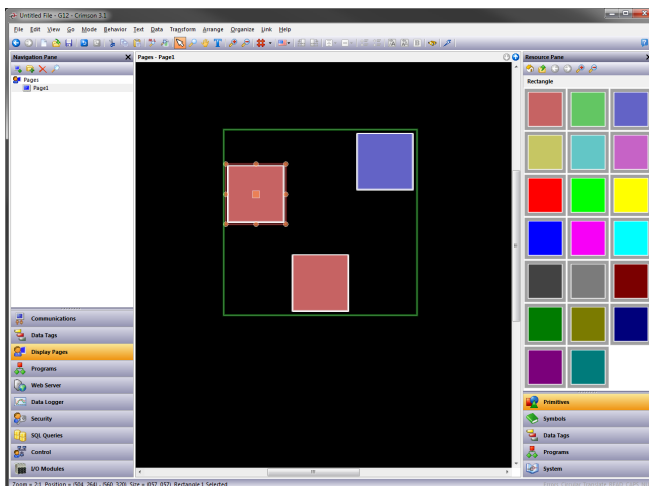 Untitled File - G12 - Crimson 3.1
File Edit View Go Mode Behavior Text Data Transform Arrange Organize Link Help
Navigation Pane
Pages - Page1
Resource Pane
Pages
Page1
Rectangle
Communications
Data Tags
Display Pages
Programs
Web Server
Data Logger
Security
SQL Queries
Control
I/O Modules
Primitives
Symbols
Data Tags
Programs
System
Zoom = 2:1 Position = (504, 264) - (560, 320) Size = (057, 057) Rectangle 1 Selected